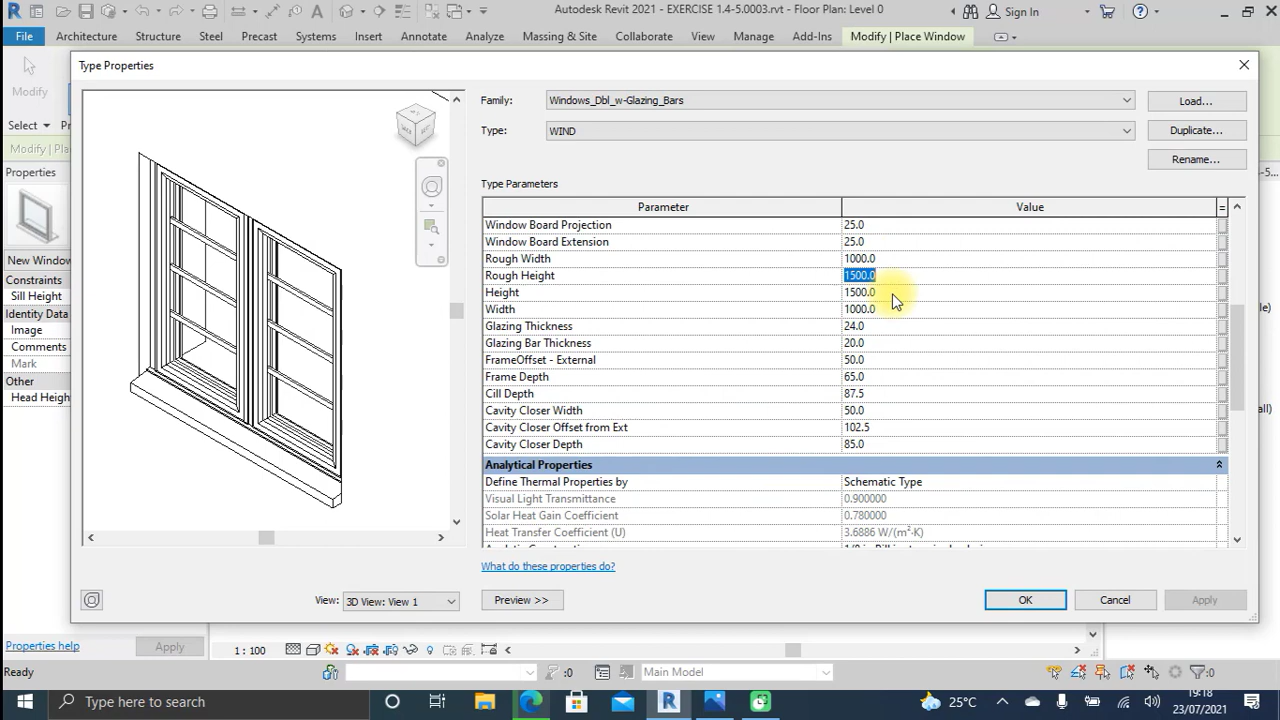 Autodesk Revit 2021 - EXERCISE 1.4-5.0003.rvt - Floor Plan: Level 0
Sign In
File Architecture Structure Steel Precast Systems Insert Annotate Analyze Massing & Site Collaborate View Manage Add-Ins Modify | Place Window
Modify
Select
Modify | Pla
Properties
New Window
Constraints
Sill Height
Identity Data
Image
Comments
Mark
Other
Head Height
Properties help
Apply
Type Properties
Family: Windows_Dbl_w-Glazing_Bars Load...
Type: WIND Duplicate...
Rename...
Type Parameters
Parameter Value =
Window Board Projection 25.0
Window Board Extension 25.0
Rough Width 1000.0
Rough Height 1500.0
Height 1500.0
Width 1000.0
Glazing Thickness 24.0
Glazing Bar Thickness 20.0
FrameOffset - External 50.0
Frame Depth 65.0
Cill Depth 87.5
Cavity Closer Width 50.0
Cavity Closer Offset from Ext 102.5
Cavity Closer Depth 85.0
Analytical Properties
Define Thermal Properties by Schematic Type
Visual Light Transmittance 0.900000
Solar Heat Gain Coefficient 0.780000
Heat Transfer Coefficient (U) 3.6886 W/(m²·K)
What do these properties do?
View: 3D View: View 1 Preview >> OK Cancel Apply
1 : 100
Ready :0 Main Model :0
Type here to search 25°C 19:18
23/07/2021